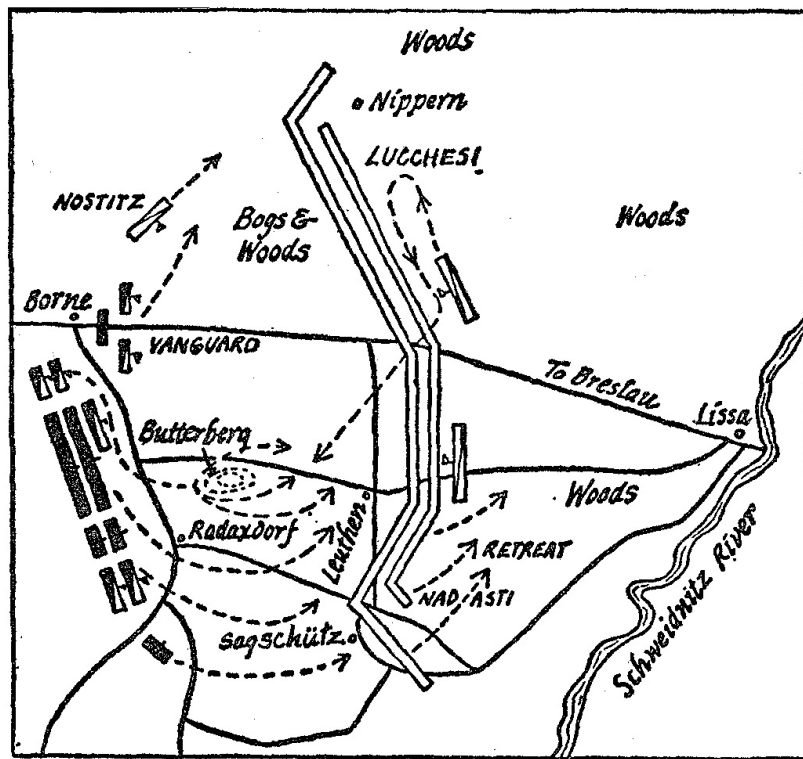 Woods
Nippern
LUCCHESI
NOSTITZ
Bogs &
Woods
Woods
Borne
VANGUARD
To Breslau
Lissa
Butterberg
Leuthen
Radaxdorf
Woods
RETREAT
NADASTI
Sagschütz
Schweidnitz River